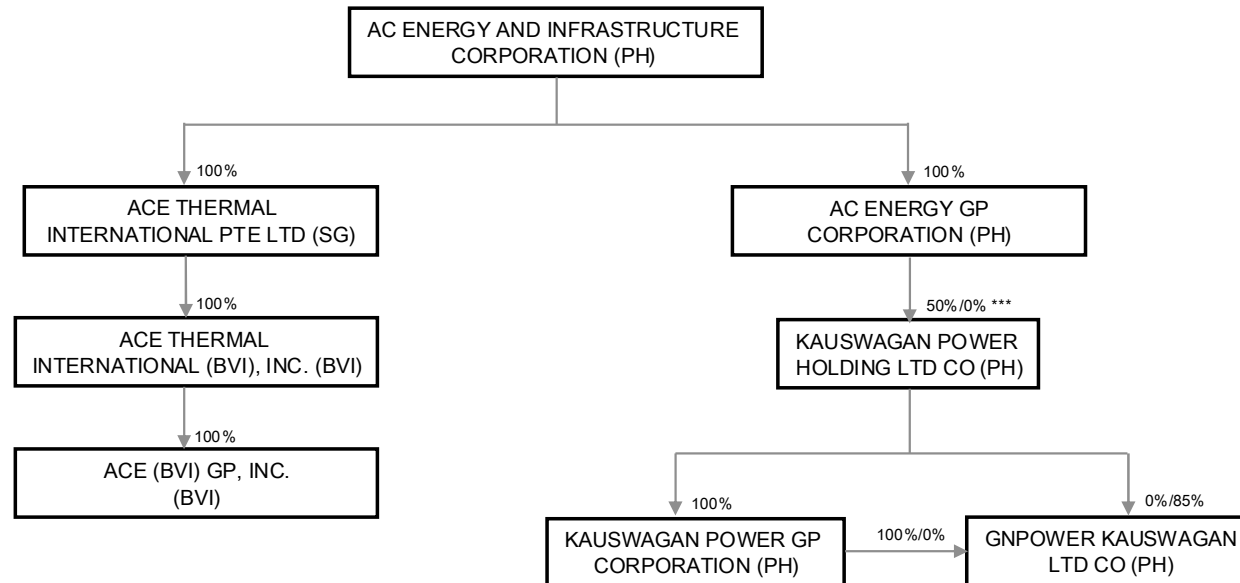 AC ENERGY AND INFRASTRUCTURE
CORPORATION (PH)
100%
100%
ACE THERMAL
INTERNATIONAL PTE LTD (SG)
AC ENERGY GP
CORPORATION (PH)
100%
50%/0% ***
ACE THERMAL
INTERNATIONAL (BVI), INC. (BVI)
KAUSWAGAN POWER
HOLDING LTD CO (PH)
100%
ACE (BVI) GP, INC.
(BVI)
100%
0%/85%
KAUSWAGAN POWER GP
CORPORATION (PH)
100%/0%
GNPOWER KAUSWAGAN
LTD CO (PH)